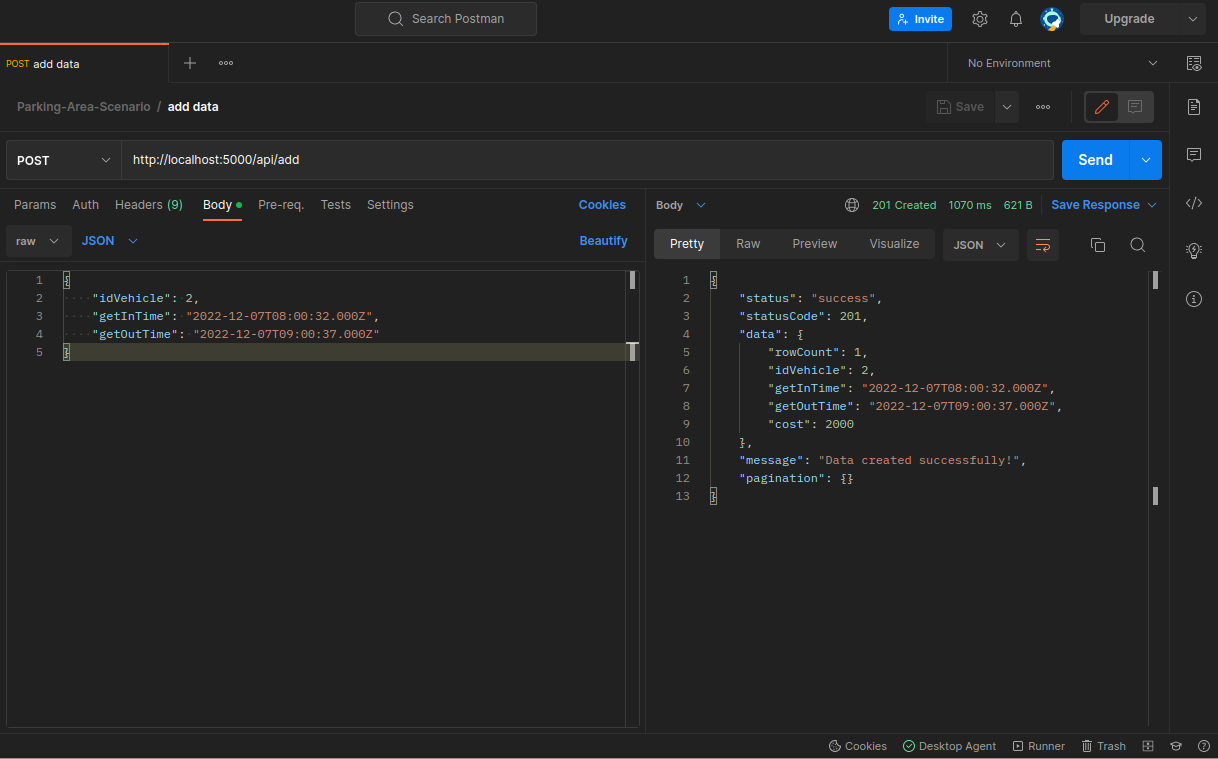 Search Postman
Invite
Upgrade
POST add data
No Environment
Parking-Area-Scenario / add data
Save
POST
http://localhost:5000/api/add
Send
Params Auth Headers (9) Body Pre-req. Tests Settings Cookies
raw JSON Beautify
1 {
2 "idVehicle": 2,
3 "getInTime": "2022-12-07T08:00:32.000Z",
4 "getOutTime": "2022-12-07T09:00:37.000Z"
5 }
Body 201 Created 1070 ms 621 B Save Response
Pretty Raw Preview Visualize JSON
1 {
2 "status": "success",
3 "statusCode": 201,
4 "data": {
5 "rowCount": 1,
6 "idVehicle": 2,
7 "getInTime": "2022-12-07T08:00:32.000Z",
8 "getOutTime": "2022-12-07T09:00:37.000Z",
9 "cost": 2000
10 },
11 "message": "Data created successfully!",
12 "pagination": {}
13 }
Cookies Desktop Agent Runner Trash